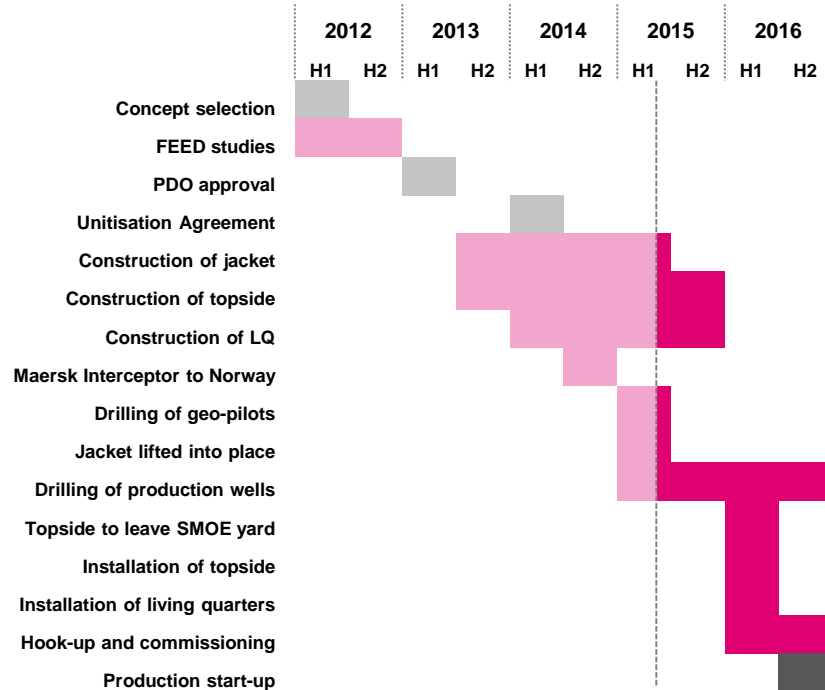 2012 2013 2014 2015 2016
H1 H2 H1 H2 H1 H2 H1 H2 H1 H2
Concept selection
FEED studies
PDO approval
Unitisation Agreement
Construction of jacket
Construction of topside
Construction of LQ
Maersk Interceptor to Norway
Drilling of geo-pilots
Jacket lifted into place
Drilling of production wells
Topside to leave SMOE yard
Installation of topside
Installation of living quarters
Hook-up and commissioning
Production start-up